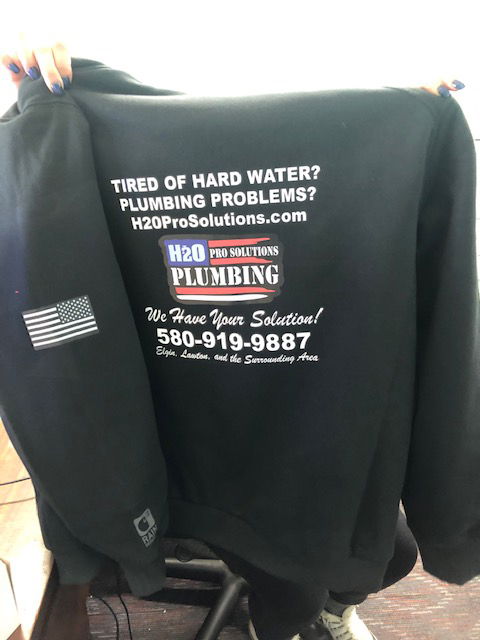 TIRED OF HARD WATER?
PLUMBING PROBLEMS?
H20ProSolutions.com
H2O PRO SOLUTIONS
PLUMBING
We Have Your Solution!
580-919-9887
Elgin, Lawton, and the Surrounding Area
RAIN